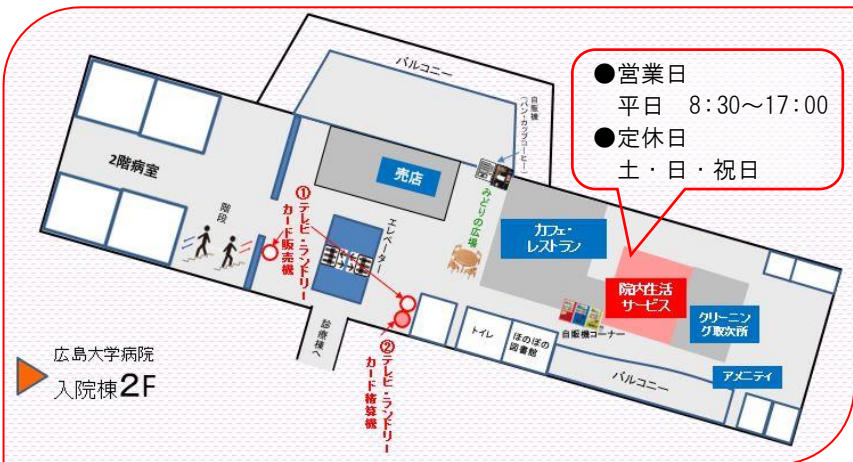 ●営業日
平日 8:30～17:00
●定休日
土・日・祝日
バルコニー
自販機
（パン・カップコーヒー）
2階病室
売店
みどりの広場
階段
①テレビ・ランドリー
カード販売機
エレベーター
カフェ・
レストラン
院内生活
サービス
クリーニン
グ取次所
自販機コーナー
トイレ
ほのぼの
図書館
アメニティ
バルコニー
診療棟へ
②テレビ・ランドリー
カード精算機
広島大学病院
入院棟2F